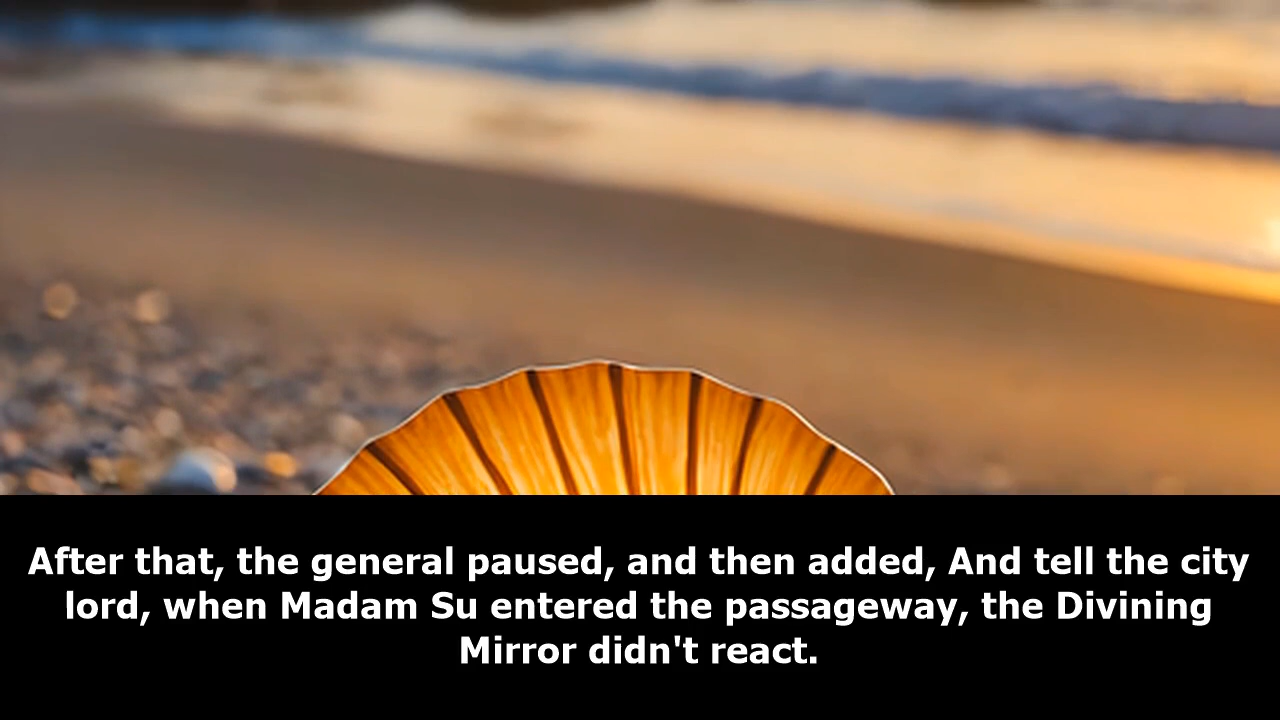 After that, the general paused, and then added, And tell the city
lord, when Madam Su entered the passageway, the Divining
Mirror didn't react.